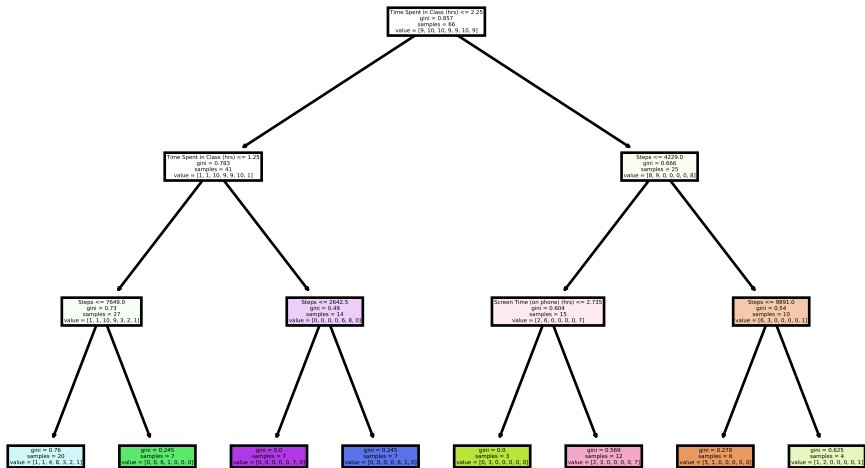 Time Spent in Class (hrs) <= 2.25
gini = 0.857
samples = 66
value = [9, 10, 10, 9, 9, 10, 9]
Time Spent in Class (hrs) <= 1.25
gini = 0.783
samples = 41
value = [1, 1, 10, 9, 9, 10, 1]
Steps <= 4229.0
gini = 0.666
samples = 25
value = [8, 9, 0, 0, 0, 0, 8]
Steps <= 7649.0
gini = 0.73
samples = 27
value = [1, 1, 10, 9, 3, 2, 1]
Steps <= 2642.5
gini = 0.49
samples = 14
value = [0, 0, 0, 0, 6, 8, 0]
Screen Time (on phone) (hrs) <= 2.735
gini = 0.604
samples = 15
value = [2, 6, 0, 0, 0, 0, 7]
Steps <= 9891.0
gini = 0.54
samples = 10
value = [6, 3, 0, 0, 0, 0, 1]
gini = 0.76
samples = 20
value = [1, 1, 4, 8, 3, 2, 1]
gini = 0.245
samples = 7
value = [0, 0, 6, 1, 0, 0, 0]
gini = 0.0
samples = 7
value = [0, 0, 0, 0, 0, 7, 0]
gini = 0.245
samples = 7
value = [0, 0, 0, 0, 6, 1, 0]
gini = 0.0
samples = 3
value = [0, 3, 0, 0, 0, 0, 0]
gini = 0.569
samples = 12
value = [2, 3, 0, 0, 0, 0, 7]
gini = 0.278
samples = 6
value = [5, 1, 0, 0, 0, 0, 0]
gini = 0.625
samples = 4
value = [1, 2, 0, 0, 0, 0, 1]